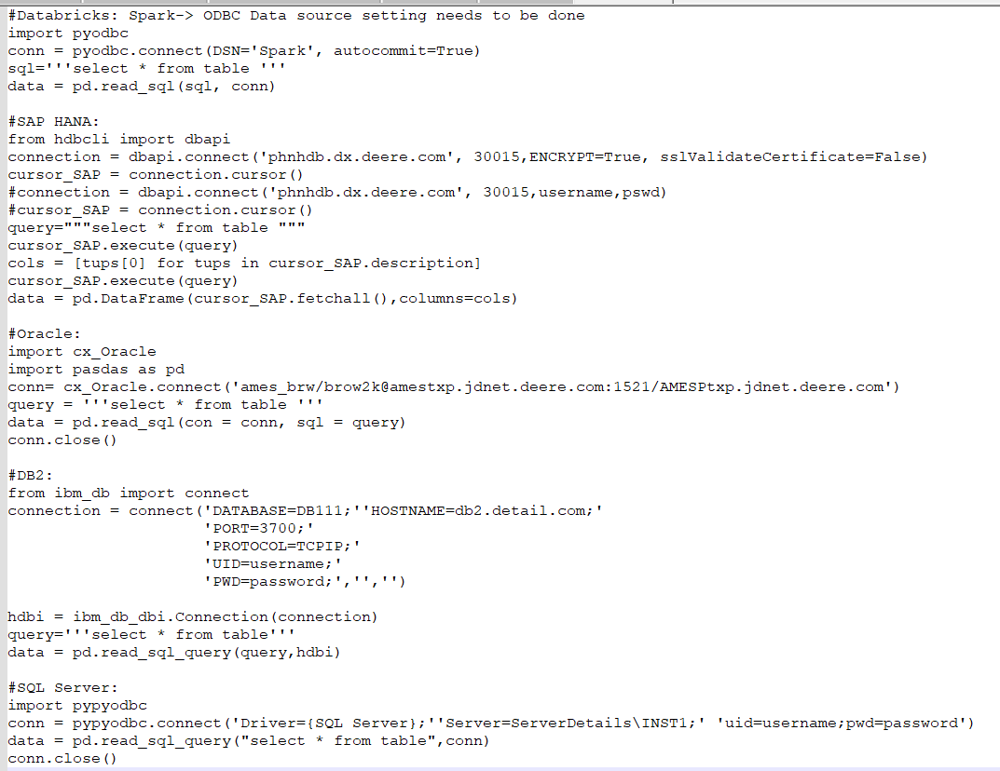 #Databricks: Spark-> ODBC Data source setting needs to be done
import pyodbc
conn = pyodbc.connect(DSN='Spark', autocommit=True)
sql='''select * from table '''
data = pd.read_sql(sql, conn)

#SAP HANA:
from hdbcli import dbapi
connection = dbapi.connect('phnhdb.dx.deere.com', 30015,ENCRYPT=True, sslValidateCertificate=False)
cursor_SAP = connection.cursor()
#connection = dbapi.connect('phnhdb.dx.deere.com', 30015,username,pswd)
#cursor_SAP = connection.cursor()
query="""select * from table """
cursor_SAP.execute(query)
cols = [tups[0] for tups in cursor_SAP.description]
cursor_SAP.execute(query)
data = pd.DataFrame(cursor_SAP.fetchall(),columns=cols)

#Oracle:
import cx_Oracle
import pasdas as pd
conn= cx_Oracle.connect('ames_brw/brow2k@amestxp.jdnet.deere.com:1521/AMESPtxp.jdnet.deere.com')
query = '''select * from table '''
data = pd.read_sql(con = conn, sql = query)
conn.close()

#DB2:
from ibm_db import connect
connection = connect('DATABASE=DB111;''HOSTNAME=db2.detail.com;'
                     'PORT=3700;'
                     'PROTOCOL=TCPIP;'
                     'UID=username;'
                     'PWD=password;','','')

hdbi = ibm_db_dbi.Connection(connection)
query='''select * from table'''
data = pd.read_sql_query(query,hdbi)

#SQL Server:
import pypyodbc
conn = pypyodbc.connect('Driver={SQL Server};''Server=ServerDetails\INST1;' 'uid=username;pwd=password')
data = pd.read_sql_query("select * from table",conn)
conn.close()